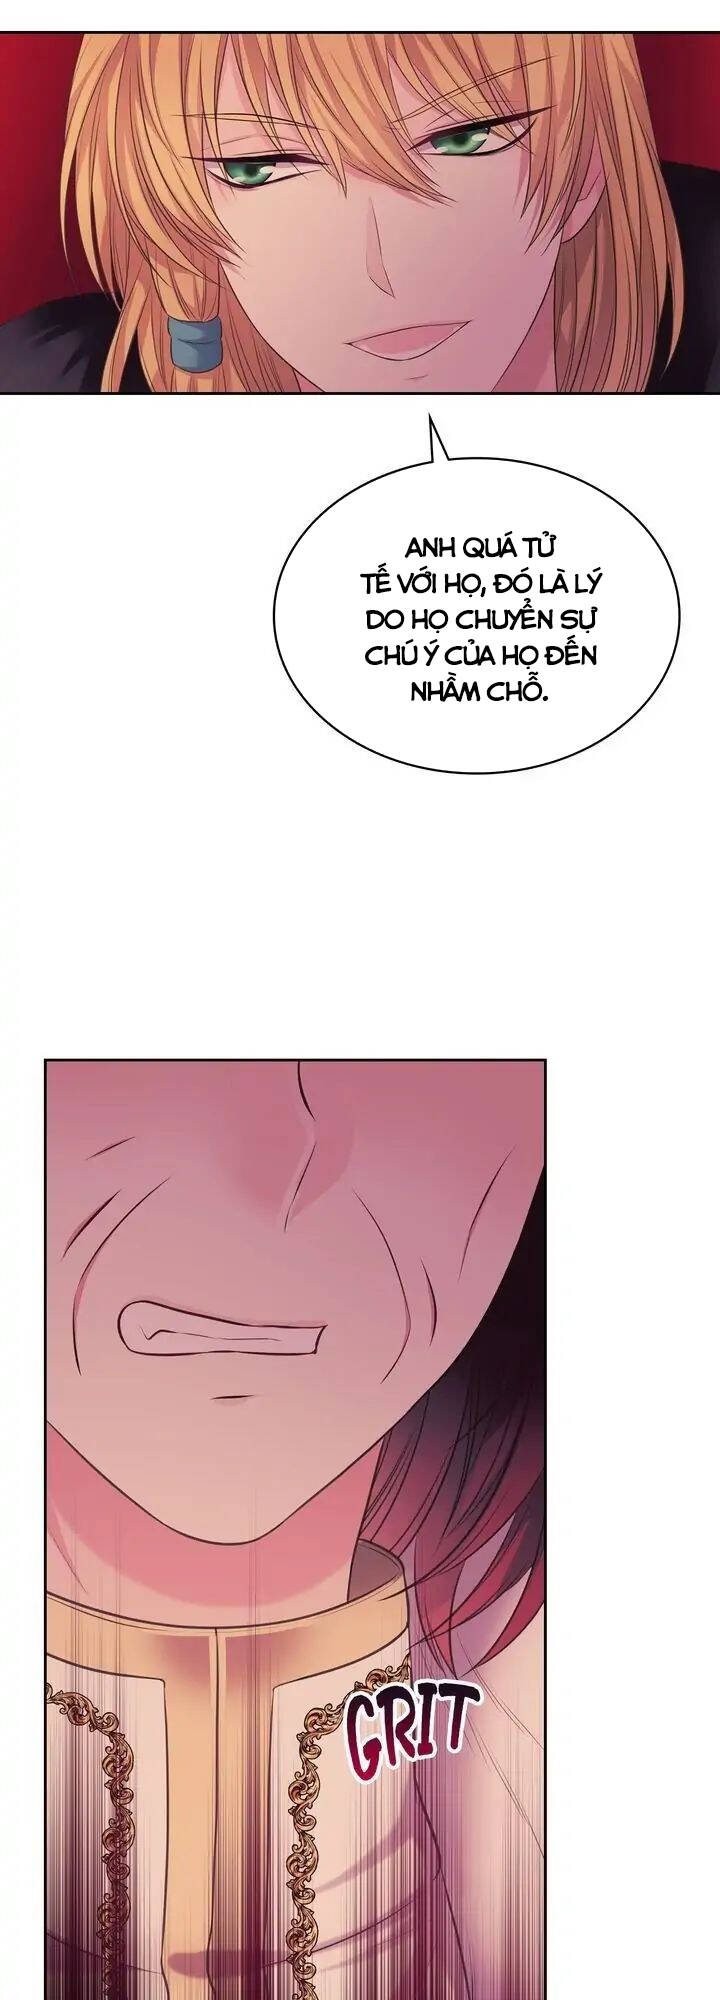 ANH QUÁ TỬ
TẾ VỚI HỌ, ĐÓ LÀ LÝ
DO HỌ CHUYỂN SỰ
CHÚ Ý CỦA HỌ ĐẾN
NHẦM CHỖ.
GRIT